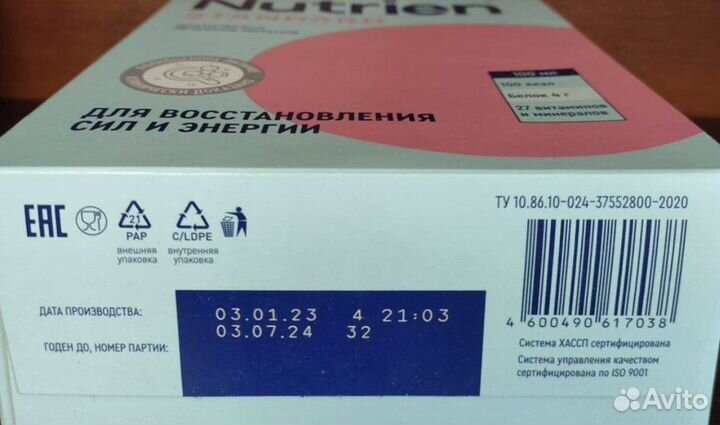 Nutrien
STANDARD
100 мл
100 ккал
Белок 4 г
27 витаминов
и минералов
ДЛЯ ВОССТАНОВЛЕНИЯ
СИЛ И ЭНЕРГИИ
ТУ 10.86.10-024-37552800-2020
EAC
21
PAP
C/LDPE
внешняя
упаковка
внутренняя
упаковка
ДАТА ПРОИЗВОДСТВА:
03.01.23 4 21:03
ГОДЕН ДО, НОМЕР ПАРТИИ:
03.07.24 32
4 600490 617038
Система ХАССП сертифицирована
Система управления качеством
сертифицирована по ISO 9001
Avito